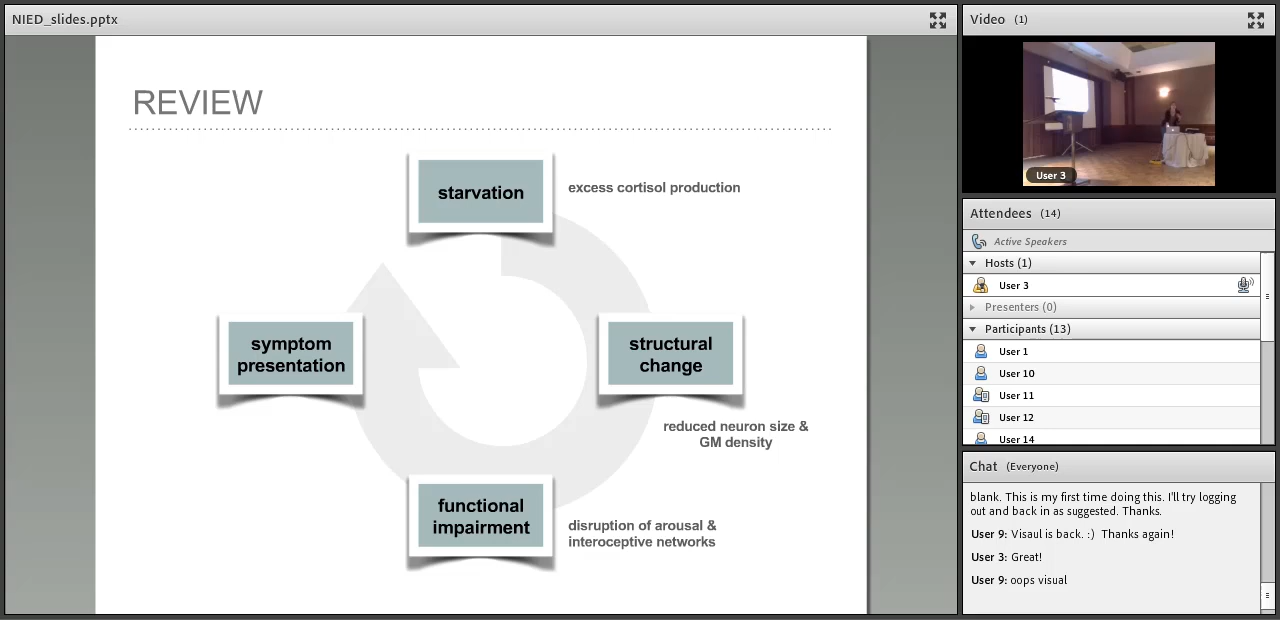 NIED_slides.pptx
REVIEW
starvation
excess cortisol production
symptom
presentation
structural
change
reduced neuron size &
GM density
functional
impairment
disruption of arousal &
interoceptive networks
Video (1)
User 3
Attendees (14)
Active Speakers
Hosts (1)
User 3
Presenters (0)
Participants (13)
User 1
User 10
User 11
User 12
User 14
Chat (Everyone)
blank. This is my first time doing this. I'll try logging
out and back in as suggested. Thanks.
User 9: Visaul is back. :) Thanks again!
User 3: Great!
User 9: oops visual